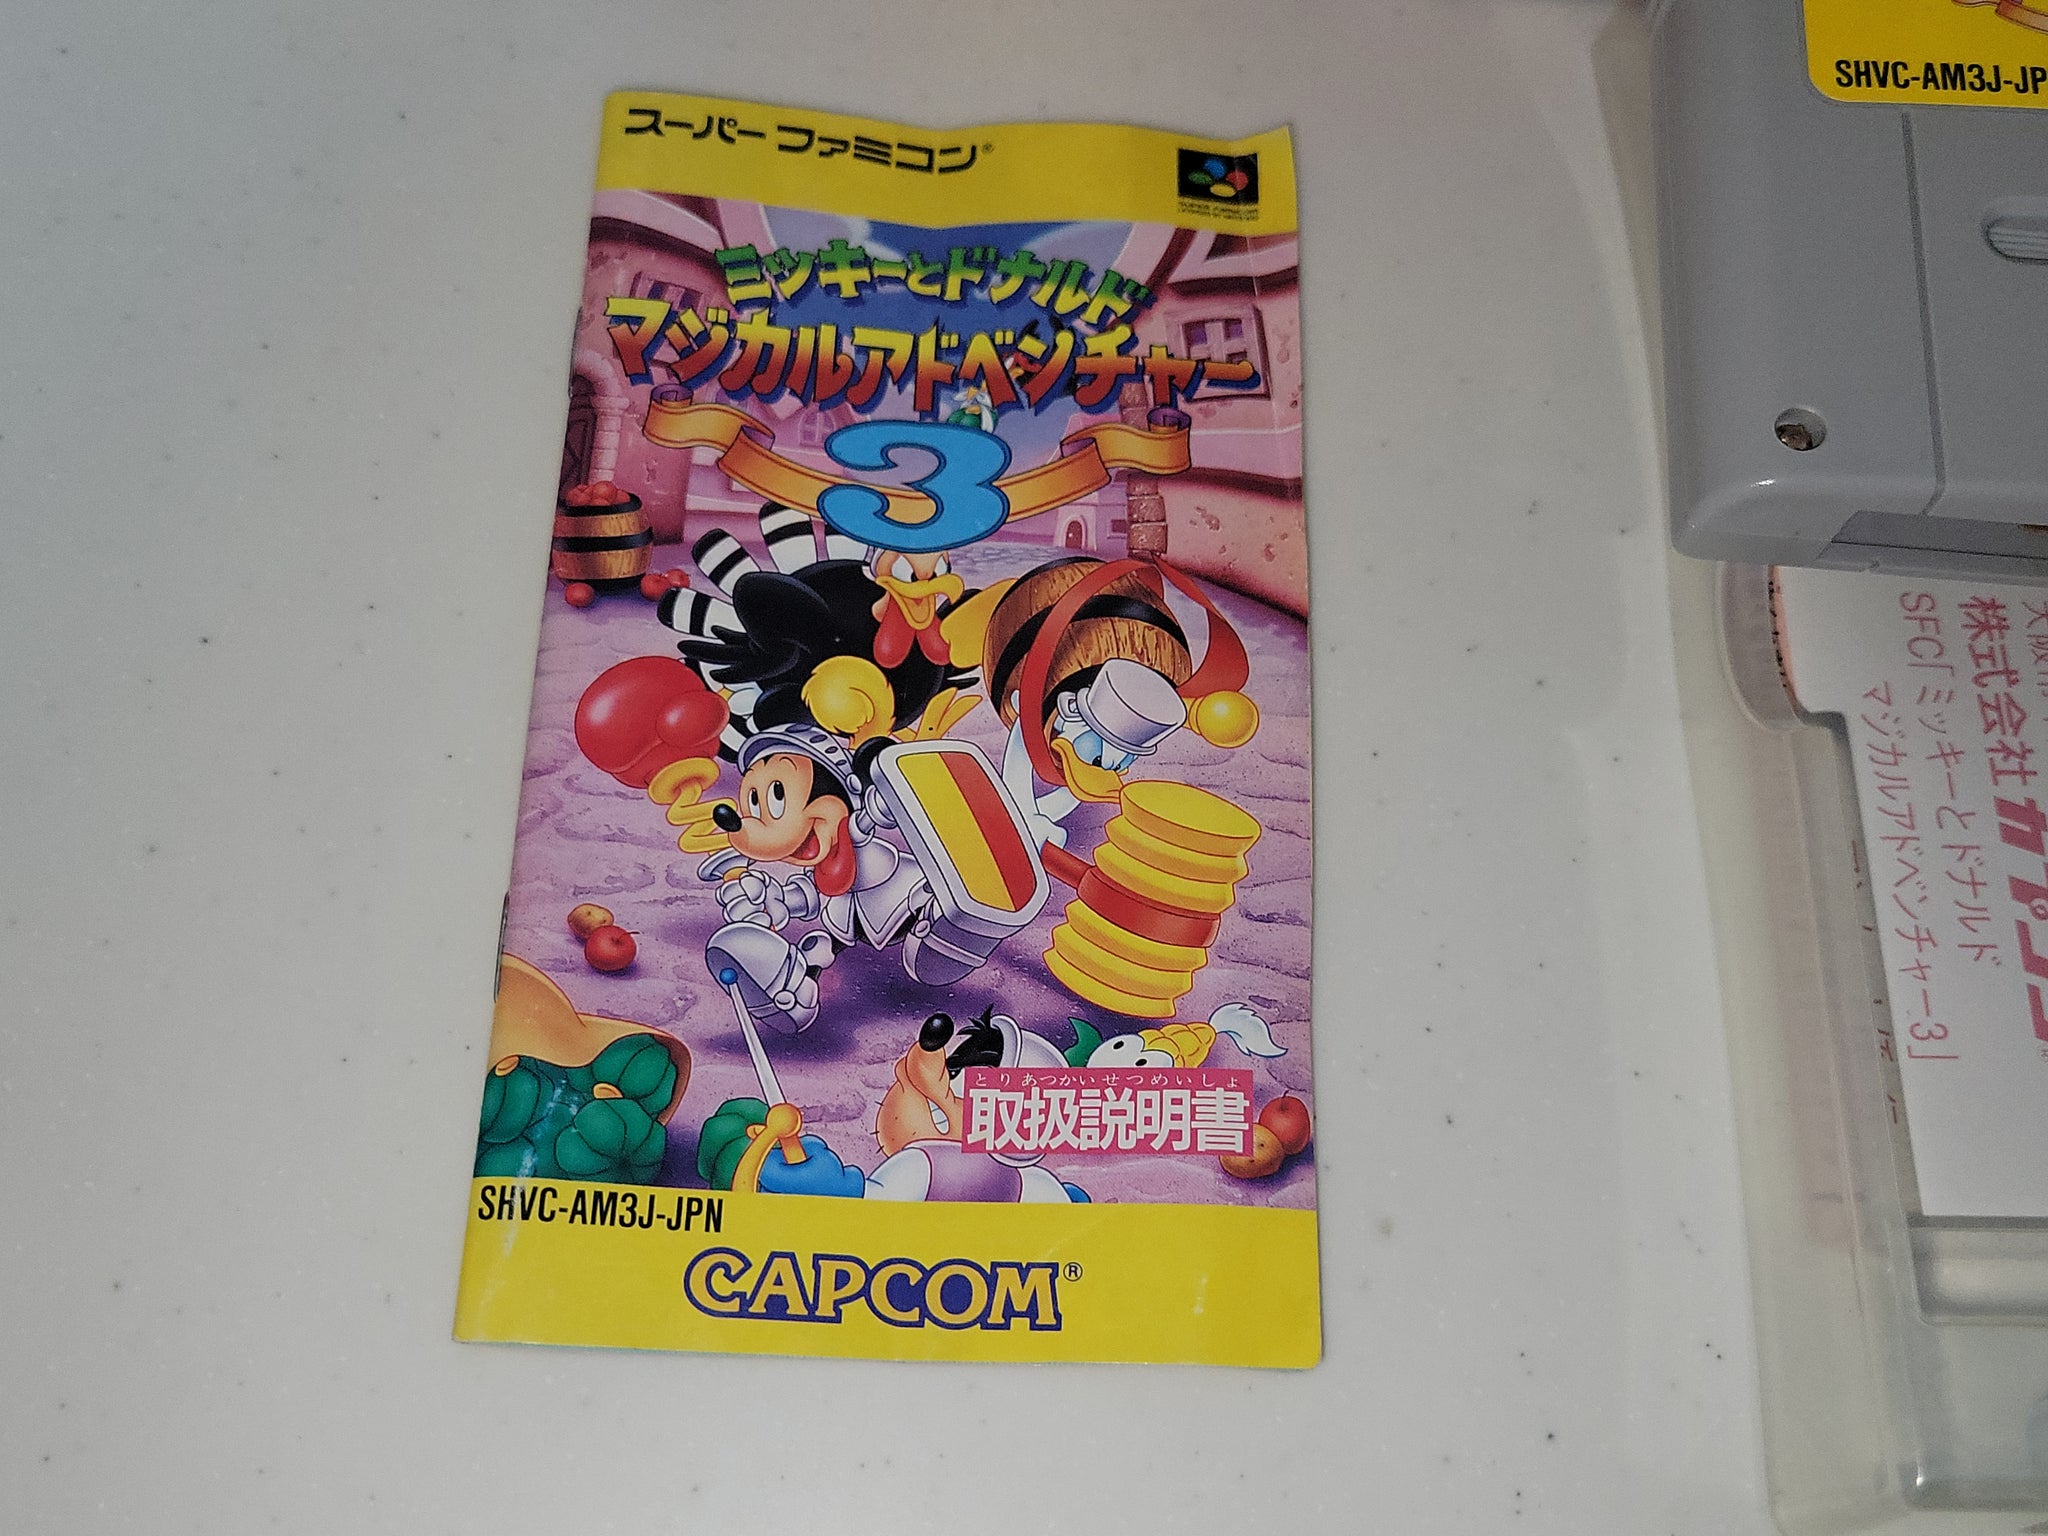 スーパーファミコン®
ミッキーとドナルド
マジカルアドベンチャー
3
とりあつかいせつめいしょ
取扱説明書
SHVC-AM3J-JPN
CAPCOM®
SHVC-AM3J-JP
株式会社カプコン
SFC「ミッキーとドナルド
マジカルアドベンチャー3」